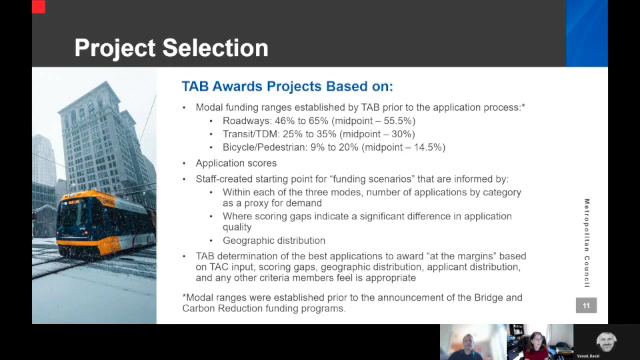 Project Selection
TAB Awards Projects Based on:
• Modal funding ranges established by TAB prior to the application process:*
• Roadways: 46% to 65% (midpoint – 55.5%)
• Transit/TDM: 25% to 35% (midpoint – 30%)
• Bicycle/Pedestrian: 9% to 20% (midpoint – 14.5%)
• Application scores
• Staff-created starting point for “funding scenarios” that are informed by:
• Within each of the three modes, number of applications by category
as a proxy for demand
• Where scoring gaps indicate a significant difference in application
quality
• Geographic distribution
• TAB determination of the best applications to award “at the margins” based
on TAC input, scoring gaps, geographic distribution, applicant distribution,
and any other criteria members feel is appropriate
*Modal ranges were established prior to the announcement of the Bridge and
Carbon Reduction funding programs.
Metropolitan Council
11